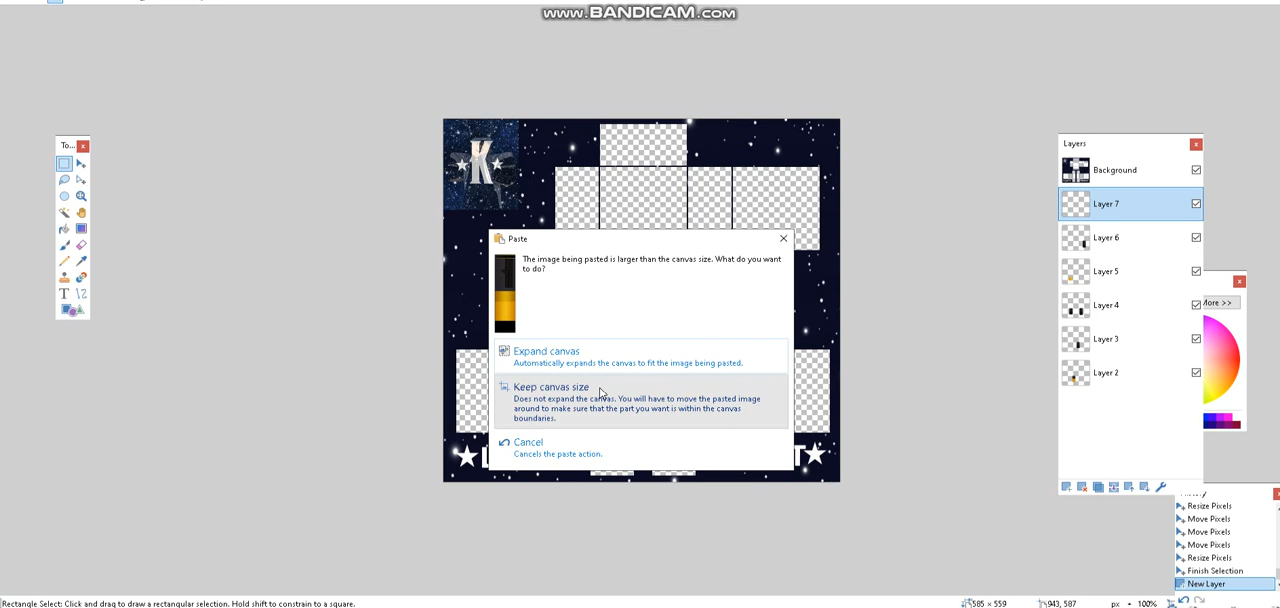 www.BANDICAM.com
To...
Layers
K
Background
Layer 7
Paste
The image being pasted is larger than the canvas size. What do you want
to do?
Layer 6
Layer 5
More >>
Layer 4
Layer 3
Expand canvas
Automatically expands the canvas to fit the image being pasted.
Layer 2
Keep canvas size
Does not expand the canvas. You will have to move the pasted image
around to make sure that the part you want is within the canvas
boundaries.
Cancel
Cancels the paste action.
T
History
Resize Pixels
Move Pixels
Move Pixels
Move Pixels
Resize Pixels
Finish Selection
New Layer
Rectangle Select: Click and drag to draw a rectangular selection. Hold shift to constrain to a square.
585 × 559
943, 587
px
100%